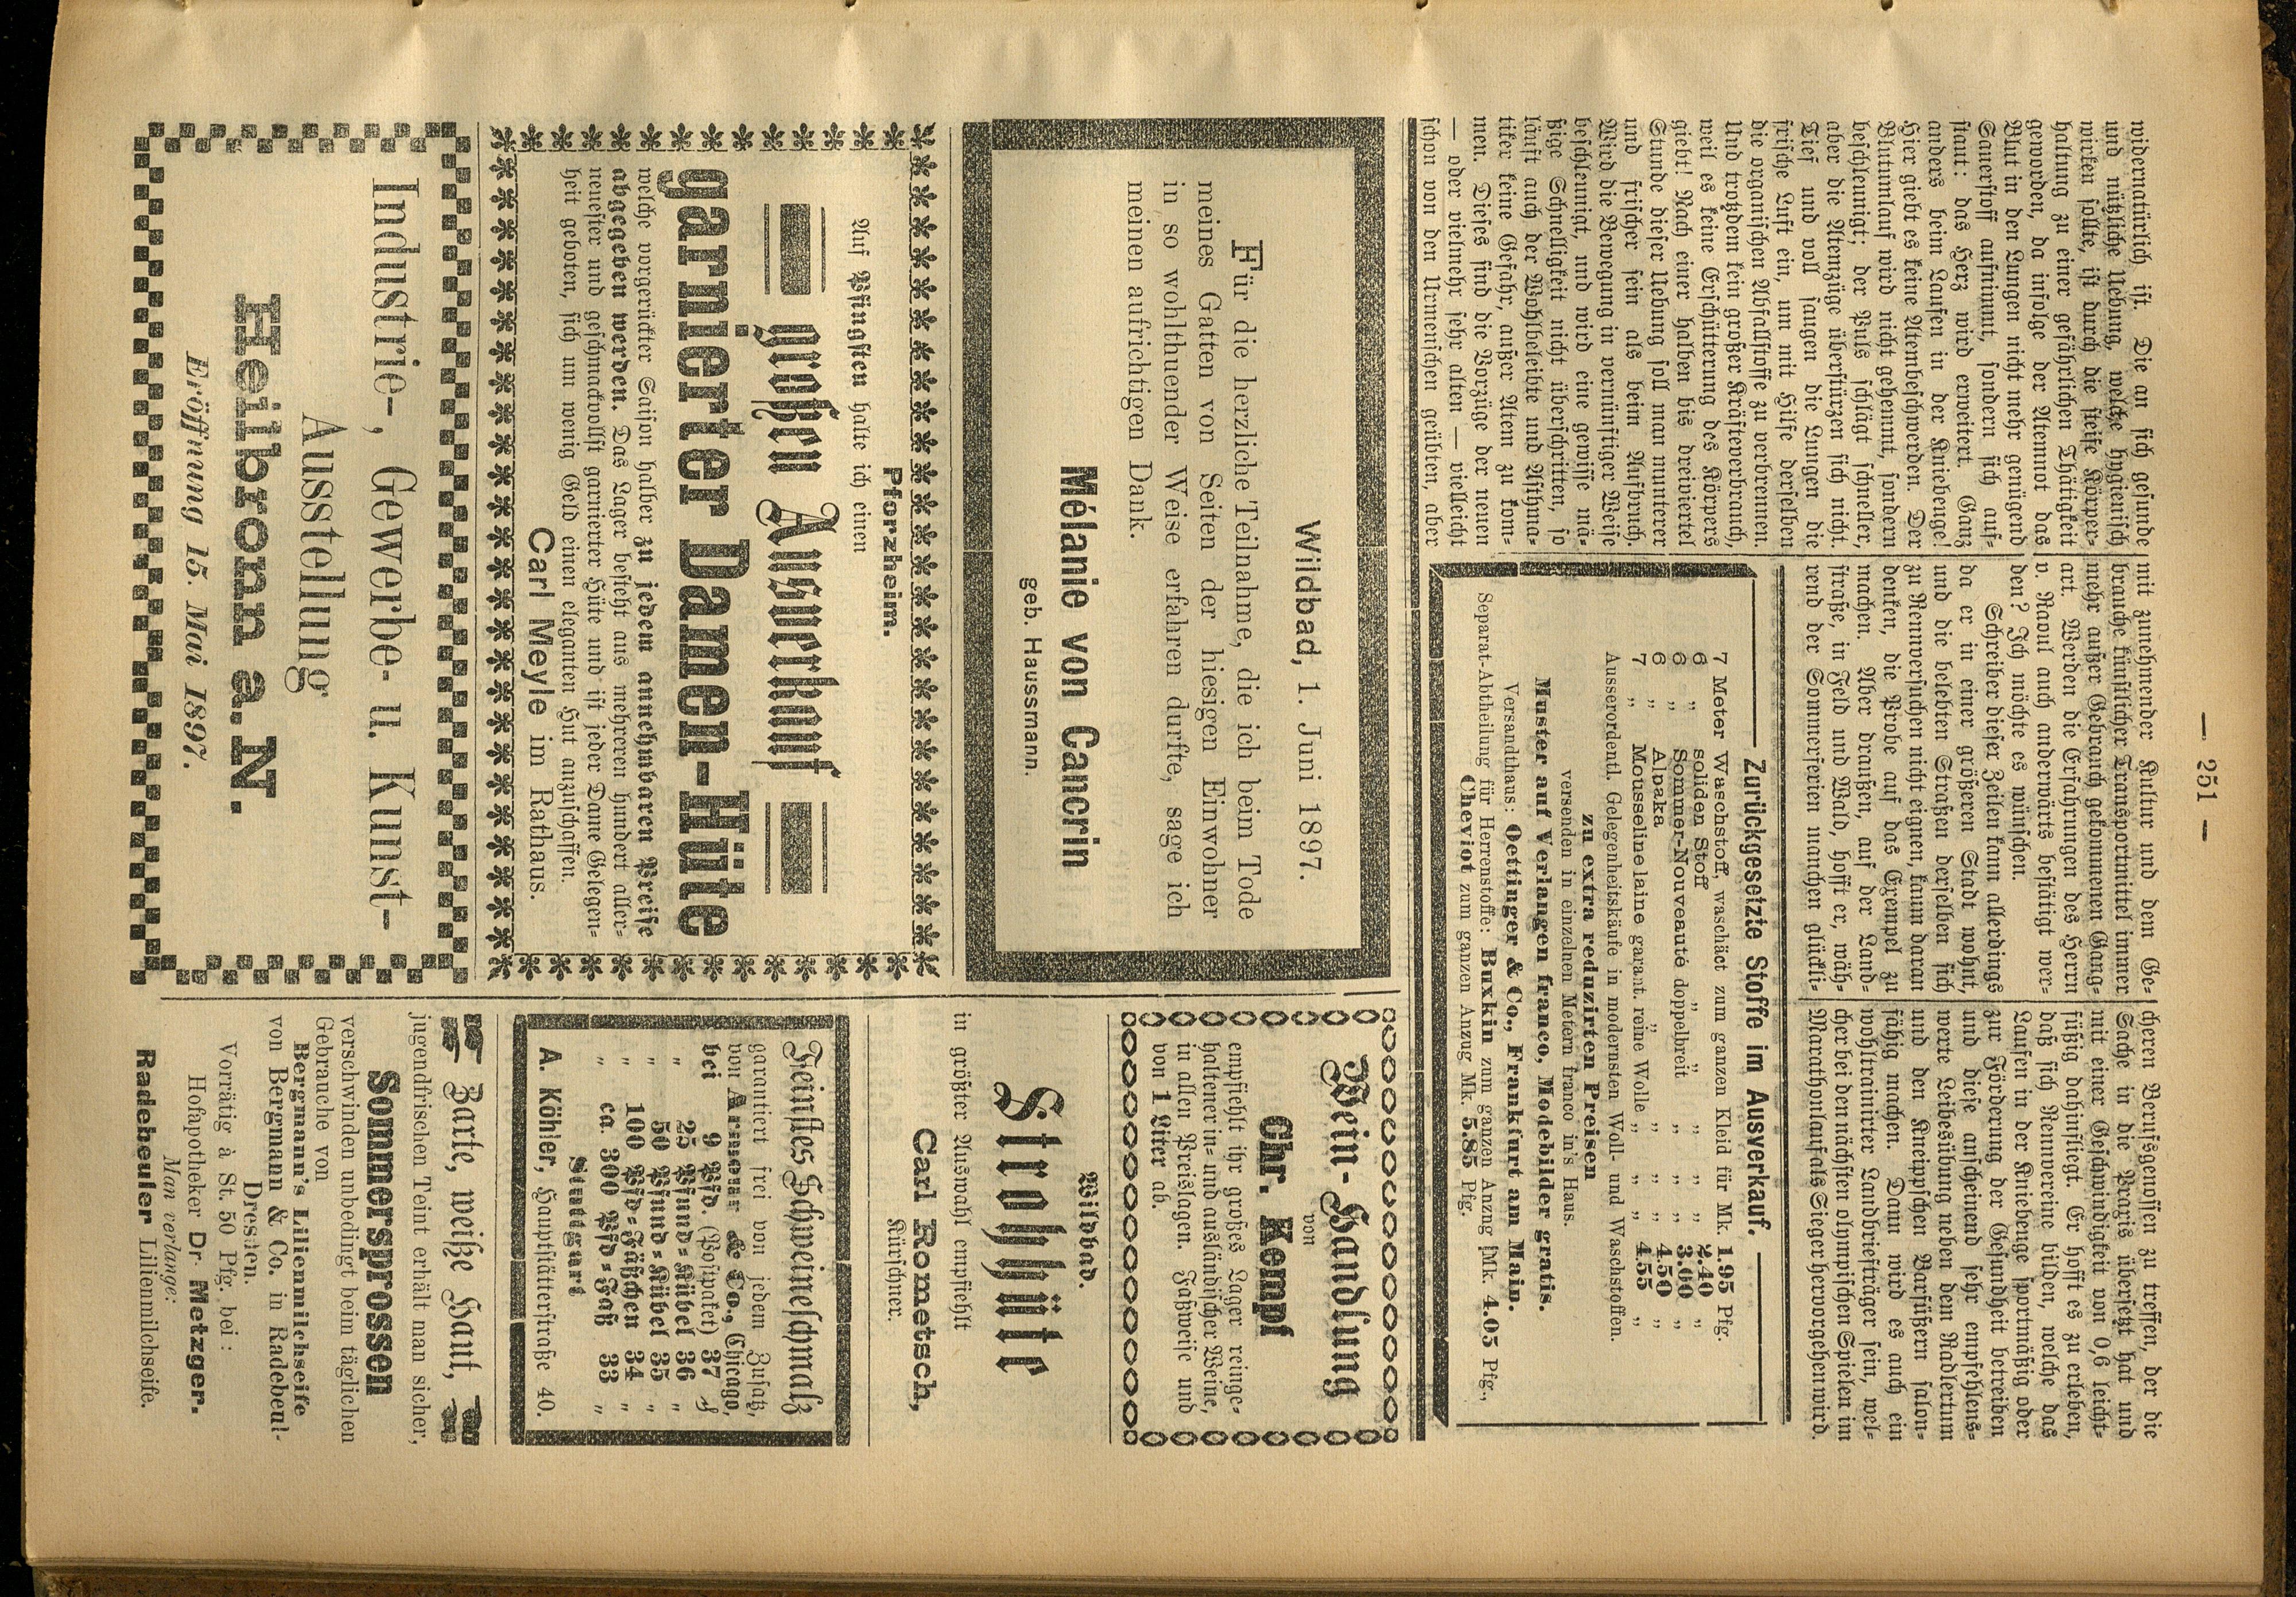 — 251 —
widernatürlich ist. Die an sich gesunde
und nützliche Uebung, welche hygienisch
wirken sollte, ist durch die steife Körper-
haltung zu einer gefährlichen Thätigkeit
geworden, da infolge der Atemnot das
Blut in den Lungen nicht mehr genügend
Sauerstoff aufnimmt, sondern sich auf-
staut: das Herz wird erweitert. Ganz
anders beim Laufen in der Kniebenge!
Hier giebt es keine Atembeschwerden. Der
Blutumlauf wird nicht gehemmt, sondern
beschleunigt; der Puls schlägt schneller,
aber die Atemzüge überstürzen sich nicht.
Tief und voll saugen die Lungen die
frische Luft ein, um mit Hilfe derselben
die organischen Abfallstoffe zu verbrennen.
Und trotzdem kein großer Kräfteverbrauch,
weil es keine Erschütterung des Körpers
giebt! Nach einer halben bis dreiviertel
Stunde dieser Uebung soll man munterer
und frischer sein als beim Aufbruch.
Wird die Bewegung in vernünftiger Weise
beschleunigt, und wird eine gewisse mä-
ßige Schnelligkeit nicht überschritten, so
läuft auch der Wohlbeleibte und Asthma-
tiker keine Gefahr, außer Atem zu kom-
men. Dieses sind die Vorzüge der neuen
— oder vielmehr sehr alten — vielleicht
schon von den Urmenschen geübten, aber
mit zunehmender Kultur und dem Ge-
brauche künstlicher Transportmittel immer
mehr außer Gebrauch gekommenen Gang-
art. Werden die Erfahrungen des Herrn
v. Raoul auch anderwärts bestätigt wer-
den? Ich möchte es wünschen.
Schreiber dieser Zeilen kann allerdings
da er in einer größeren Stadt wohnt,
und die belebten Straßen derselben sich
zu Rennversuchen nicht eignen, kaum daran
denken, die Probe auf das Exempel zu
machen. Aber draußen, auf der Land-
straße, in Feld und Wald, hofft er, wäh-
rend der Sommerferien manchen glückli-
cheren Berufsgenossen zu treffen, der die
Sache in die Praxis übersetzt hat und
mit einer Geschwindigkeit von 0,6 leicht-
füßig dahinfliegt. Er hofft es zu erleben,
daß sich Rennvereine bilden, welche das
Laufen in der Kniebenge sportmäßig oder
zur Förderung der Gesundheit betreiben
und diese anscheinend sehr empfehlens-
werte Leibesübung neben dem Radlertum
und den Kneippschen Barfüßern salon-
fähig machen. Dann wird es auch ein
wohltrainirter Landbriefträger sein, wel-
cher bei den nächsten olympischen Spielen im
Marathonlauf als Sieger hervorgehen wird.
Zurückgesetzte Stoffe im Ausverkauf.
7 Meter Waschstoff, waschächt zum ganzen Kleid für Mk. 1.95 Pfg.
6 „ soliden Stoff „ „ „ „ „ 2.40 „
6 „ Sommer-Nouveauté doppelbreit „ „ „ 3.00 „
6 „ Alpaka „ „ „ „ „ 4.50 „
7 „ Mousseline laine garant. reine Wolle „ „ „ 4.55 „
Ausserordentl. Gelegenheitskäufe in modernsten Woll- und Waschstoffen.
zu extra reduzirten Preisen
versenden in einzelnen Metern franco in's Haus.
Muster auf Verlangen franco, Modebilder gratis.
Versandthaus: Oettinger & Co., Frankfurt am Main.
Separat-Abtheilung für Herrenstoffe: Buxkin zum ganzen Anzug Mk. 4.05 Pfg.,
Cheviot zum ganzen Anzug Mk. 5.85 Pfg.
Wildbad, 1. Juni 1897.
Für die herzliche Teilnahme, die ich beim Tode
meines Gatten von Seiten der hiesigen Einwohner
in so wohlthuender Weise erfahren durfte, sage ich
meinen aufrichtigen Dank.
Mélanie von Cancrin
geb. Haussmann.
Pforzheim.
Auf Pfingsten halte ich einen
großen Ausverkauf
garnierter Damen-Hüte
welche vorgerückter Saison halber zu jedem annehmbaren Preise
abgegeben werden. Das Lager besteht aus mehreren hundert aller-
neuester und geschmackvollst garnierter Hüte und ist jeder Dame Gelegen-
heit geboten, sich um wenig Geld einen eleganten Hut anzuschaffen.
Carl Meyle im Rathaus.
Industrie-, Gewerbe- u. Kunst-
Ausstellung
Heilbronn a. N.
Eröffnung 15. Mai 1897.
Wein-Handlung
von
Chr. Kempf
empfiehlt ihr großes Lager reinge-
haltener in- und ausländischer Weine,
in allen Preislagen. Faßweise und
von 1 Liter ab.
Wildbad.
Strohhüte
in größter Auswahl empfiehlt
Carl Rometsch,
Kürschner.
Feinstes Schweineschmalz
garantiert frei von jedem Zusatz,
von Armour & Co., Chicago,
bei 9 Pfd. (Postpaket) 37 ₰
„ 25 Pfund-Kübel 36 „
„ 50 Pfund-Kübel 35 „
„ 100 Pfd-Fäßchen 34 „
„ ca. 300 Pfd-Faß 33 „
Stuttgart
A. Köhler, Hauptstätterstraße 40.
Zarte, weiße Haut,
jugendfrischen Teint erhält man sicher,
Sommersprossen
verschwinden unbedingt beim täglichen
Gebrauche von
Bergmann's Lilienmilchseife
von Bergmann & Co. in Radebeul-
Dresden.
Vorrätig à St. 50 Pfg. bei:
Hofapotheker Dr. Metzger.
Man verlange:
Radebeuler Lilienmilchseife.